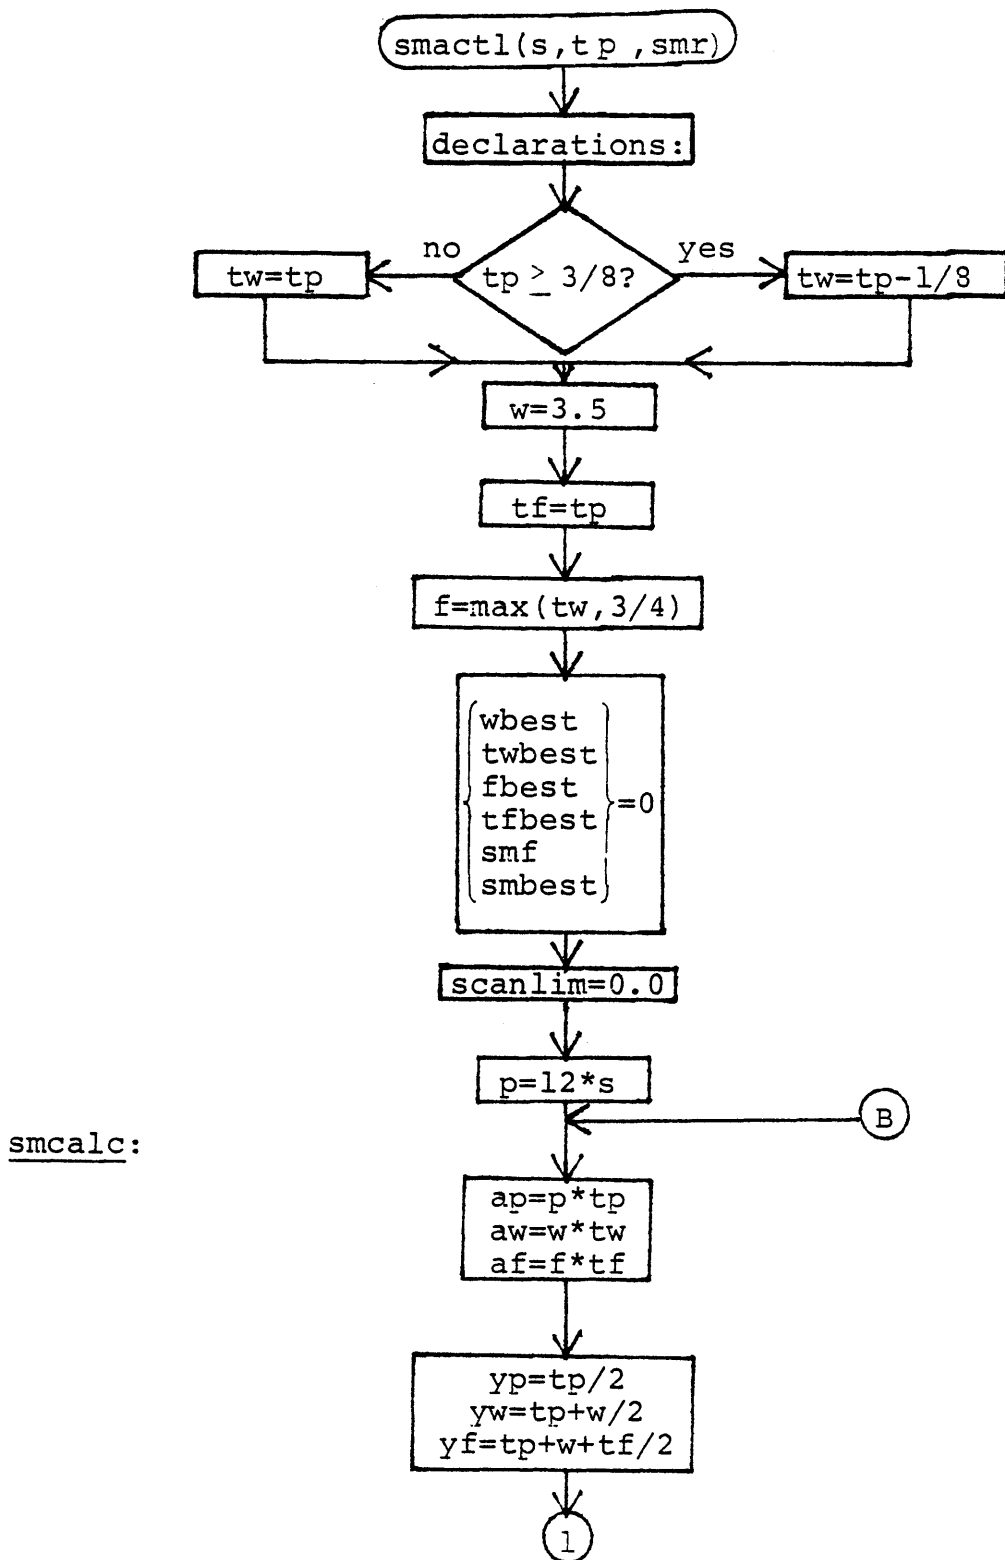 smactl(s,tp,smr)
declarations:
no
yes
tw=tp
tp ≥ 3/8?
tw=tp-1/8
w=3.5
tf=tp
f=max(tw,3/4)
wbest
twbest
fbest
tfbest
smf
smbest
=0
scanlim=0.0
p=12*s
B
smcalc:
ap=p*tp
aw=w*tw
af=f*tf
yp=tp/2
yw=tp+w/2
yf=tp+w+tf/2
1